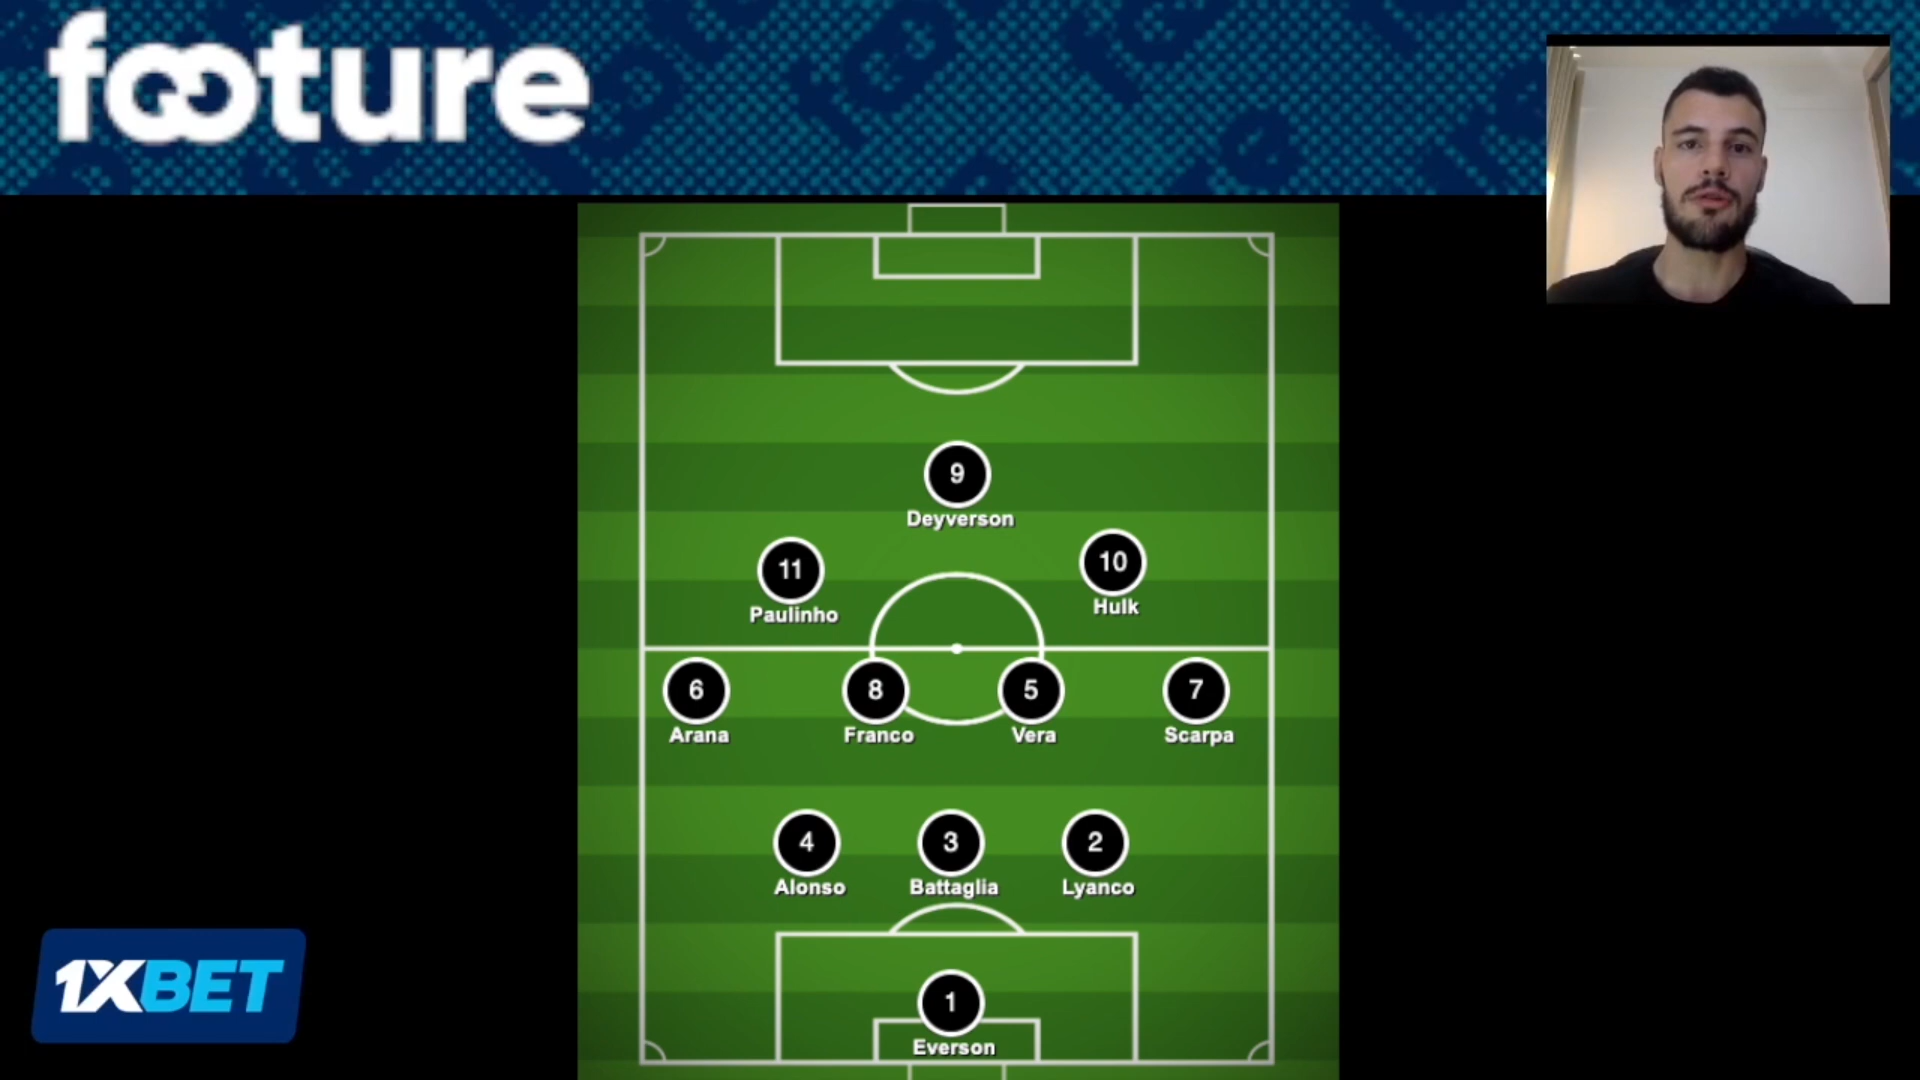 footure
9
Deyverson
11
Paulinho
10
Hulk
6
Arana
8
Franco
5
Vera
7
Scarpa
4
Alonso
3
Battaglia
2
Lyanco
1XBET
1
Everson